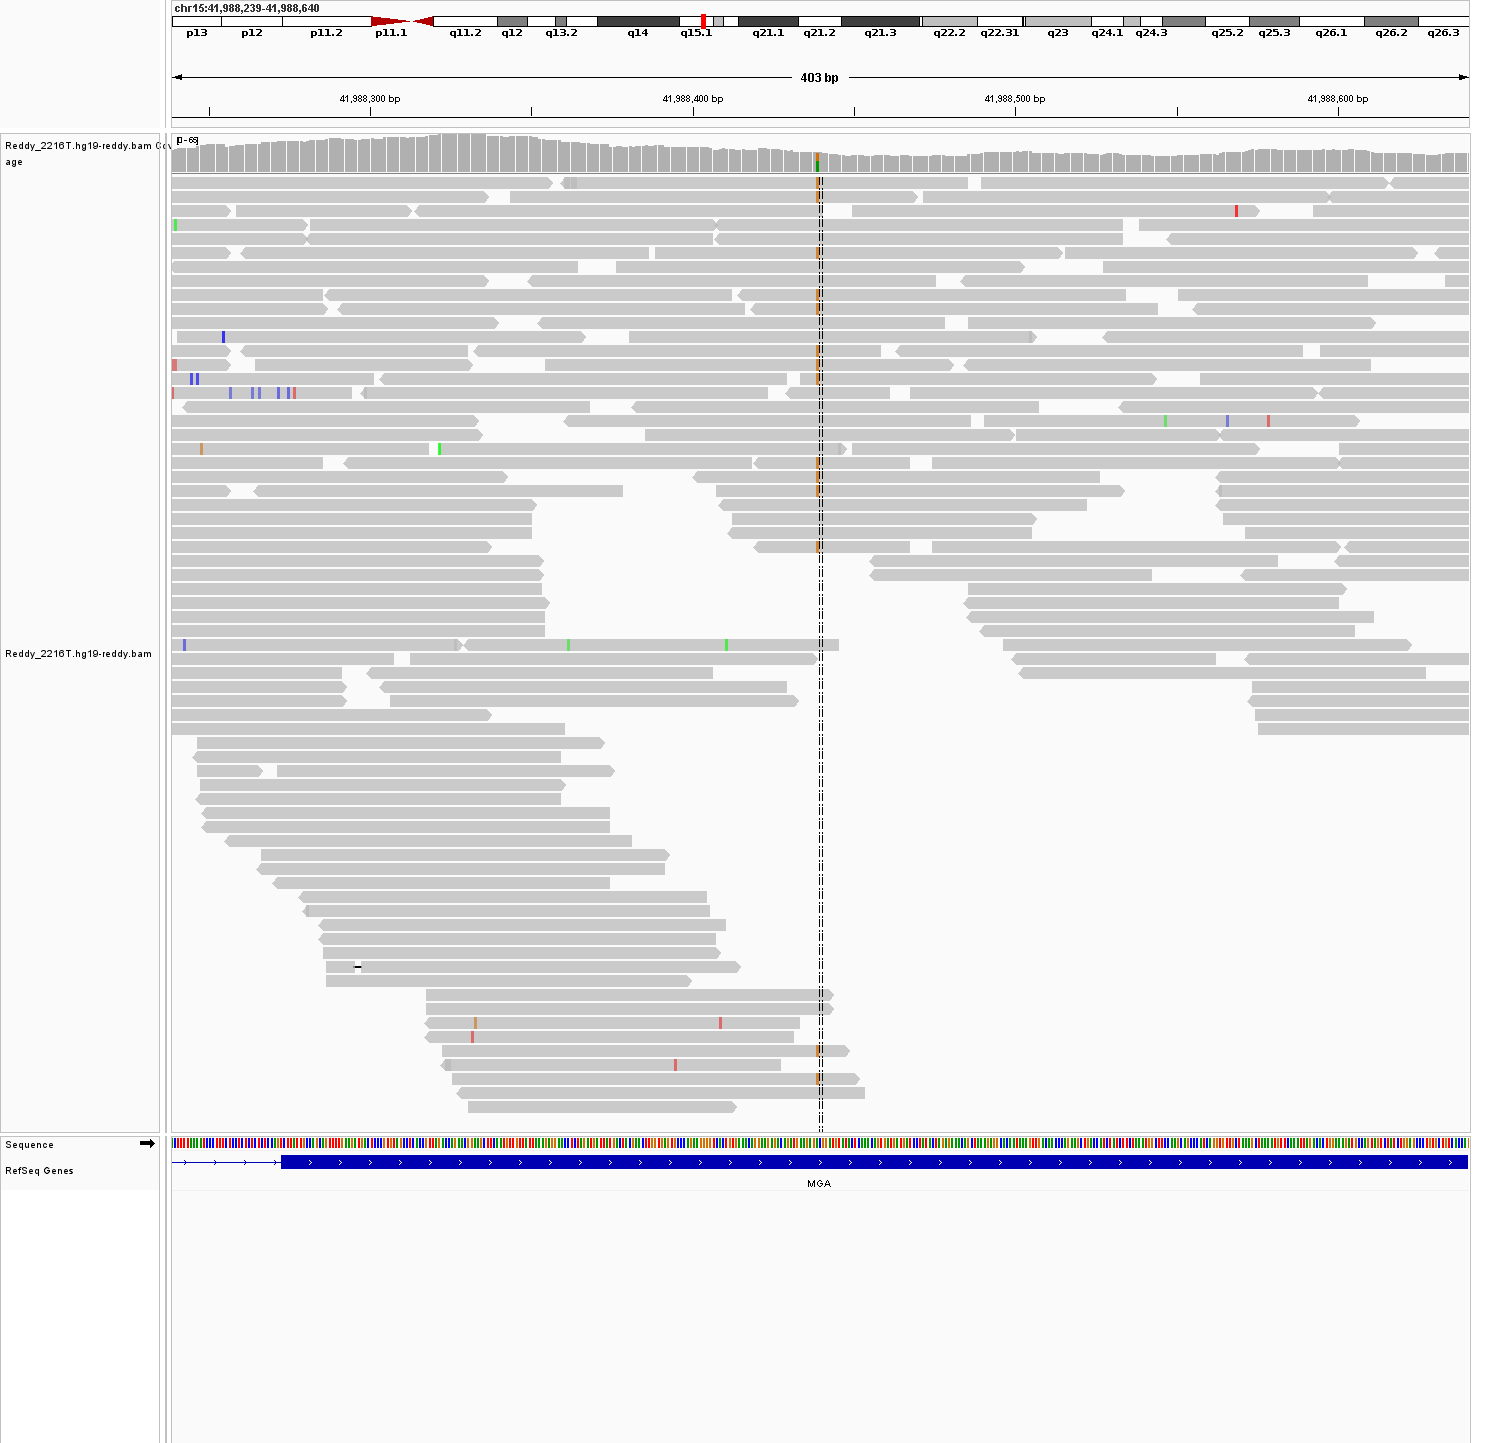 chr15:41,988,239-41,988,640
p13 p12 p11.2 p11.1 q11.2 q12 q13.2 q14 q15.1 q21.1 q21.2 q21.3 q22.2 q22.31 q23 q24.1 q24.3 q25.2 q25.3 q26.1 q26.2 q26.3
403 bp
41,988,300 bp 41,988,400 bp 41,988,500 bp 41,988,600 bp
Reddy_2216T.hg19-reddy.bam Cov
age
Reddy_2216T.hg19-reddy.bam
Sequence
RefSeq Genes
MGA